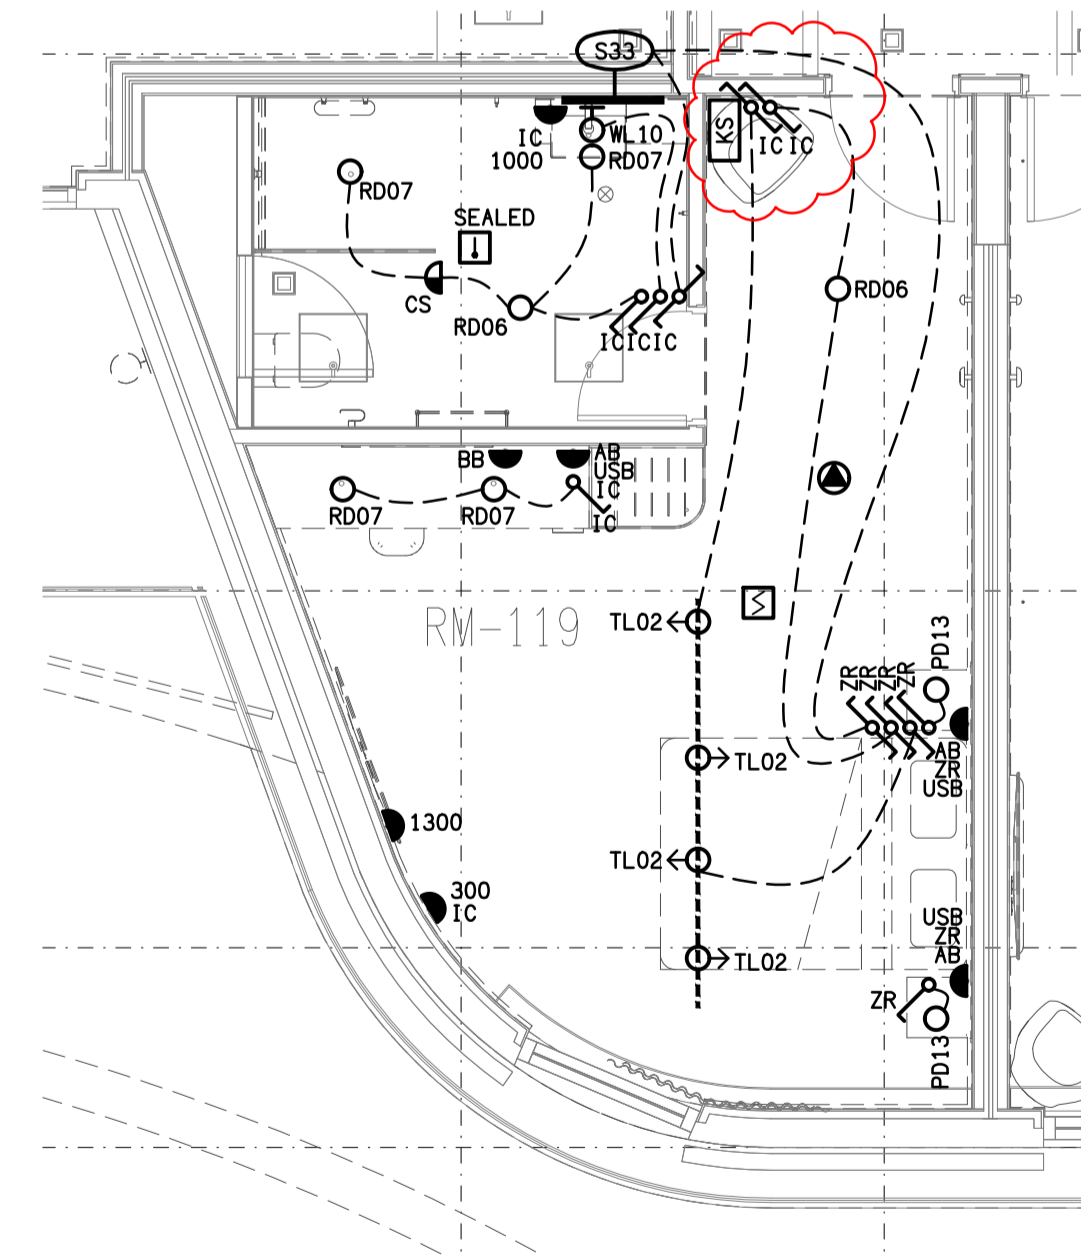 S33
KS
IC IC
IC
1000
WL10
RD07
RD07
SEALED
CS
RD06
RD06
IC IC IC
BB
AB
USB
IC
IC
RD07
RD07
RM-119
TL02
PD13
ZR
ZR
ZR
ZR
TL02
AB
ZR
USB
1300
TL02
300
IC
USB
ZR
AB
TL02
ZR
PD13